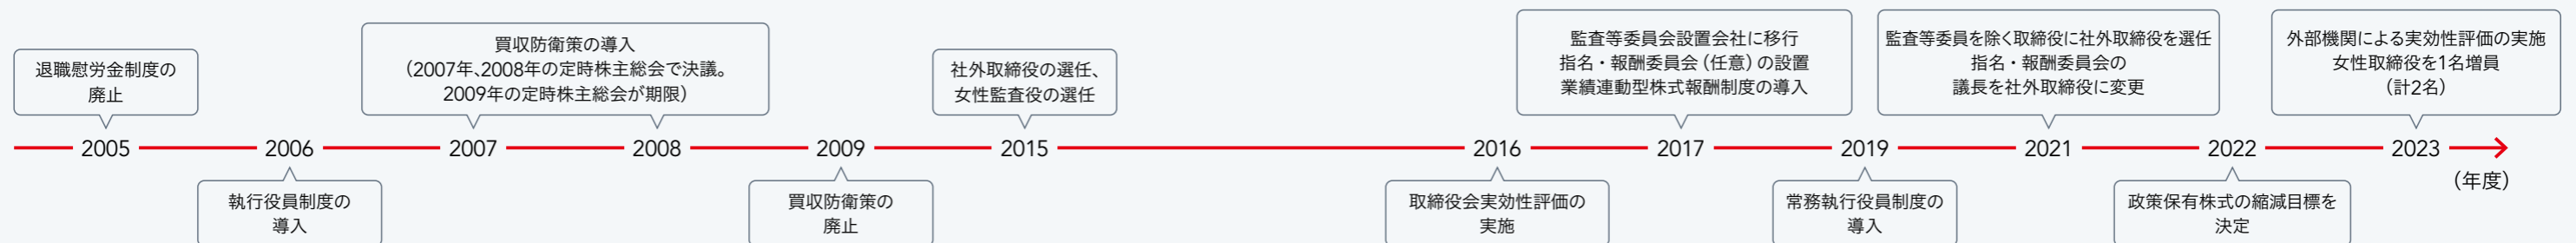 退職慰労金制度の
廃止
買収防衛策の導入
（2007年、2008年の定時株主総会で決議。
2009年の定時株主総会が期限）
社外取締役の選任、
女性監査役の選任
監査等委員会設置会社に移行
指名・報酬委員会（任意）の設置
業績連動型株式報酬制度の導入
監査等委員を除く取締役に社外取締役を選任
指名・報酬委員会の
議長を社外取締役に変更
外部機関による実効性評価の実施
女性取締役を1名増員
（計2名）
2005 2006 2007 2008 2009 2015 2016 2017 2019 2021 2022 2023
（年度）
執行役員制度の
導入
買収防衛策の
廃止
取締役会実効性評価の
実施
常務執行役員制度の
導入
政策保有株式の縮減目標を
決定